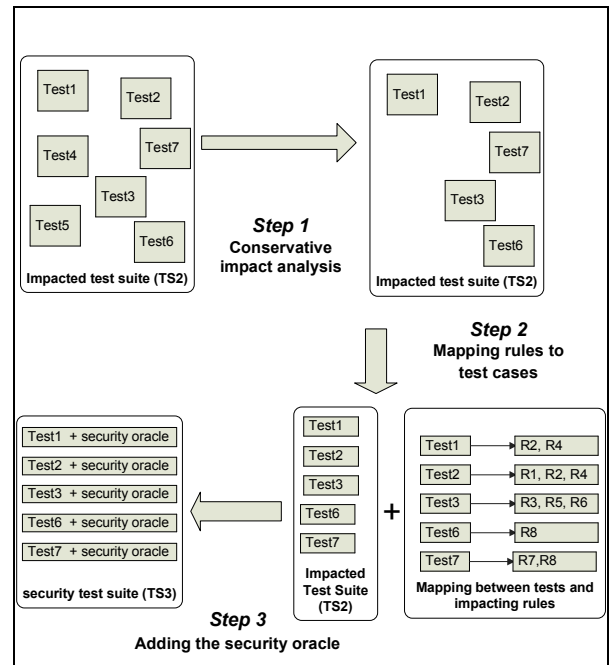 Test1
Test2
Test4
Test7
Test3
Test5
Test6
Impacted test suite (TS2)
Step 1
Conservative
impact analysis
Test1
Test2
Test7
Test3
Test6
Impacted test suite (TS2)
Step 2
Mapping rules to
test cases
Test1 + security oracle
Test2 + security oracle
Test3 + security oracle
Test6 + security oracle
Test7 + security oracle
security test suite (TS3)
Test1
Test2
Test3
Test6
Test7
Impacted
Test Suite
(TS2)
+
Test1 R2, R4
Test2 R1, R2, R4
Test3 R3, R5, R6
Test6 R8
Test7 R7,R8
Mapping between tests and
impacting rules
Step 3
Adding the security oracle